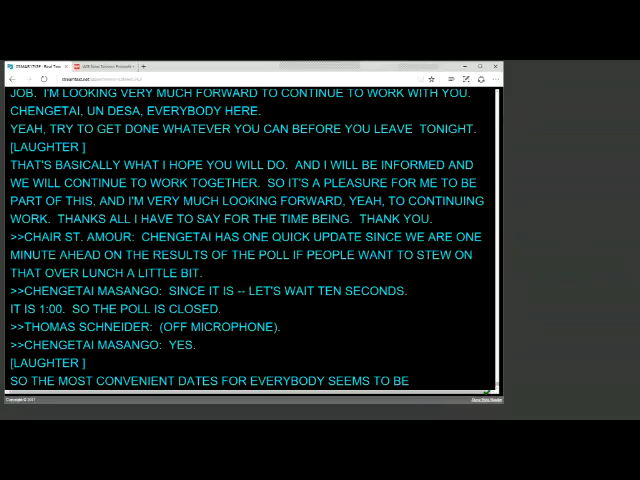 streamtext.net
JOB. I'M LOOKING VERY MUCH FORWARD TO CONTINUE TO WORK WITH YOU.
CHENGETAI, UN DESA, EVERYBODY HERE.
YEAH, TRY TO GET DONE WHATEVER YOU CAN BEFORE YOU LEAVE TONIGHT.
[LAUGHTER ]
THAT'S BASICALLY WHAT I HOPE YOU WILL DO. AND I WILL BE INFORMED AND
WE WILL CONTINUE TO WORK TOGETHER. SO IT'S A PLEASURE FOR ME TO BE
PART OF THIS, AND I'M VERY MUCH LOOKING FORWARD, YEAH, TO CONTINUING
WORK. THANKS ALL I HAVE TO SAY FOR THE TIME BEING. THANK YOU.
>>CHAIR ST. AMOUR: CHENGETAI HAS ONE QUICK UPDATE SINCE WE ARE ONE
MINUTE AHEAD ON THE RESULTS OF THE POLL IF PEOPLE WANT TO STEW ON
THAT OVER LUNCH A LITTLE BIT.
>>CHENGETAI MASANGO: SINCE IT IS -- LET'S WAIT TEN SECONDS.
IT IS 1:00. SO THE POLL IS CLOSED.
>>THOMAS SCHNEIDER: (OFF MICROPHONE).
>>CHENGETAI MASANGO: YES.
[LAUGHTER ]
SO THE MOST CONVENIENT DATES FOR EVERYBODY SEEMS TO BE
Copyright © 2017